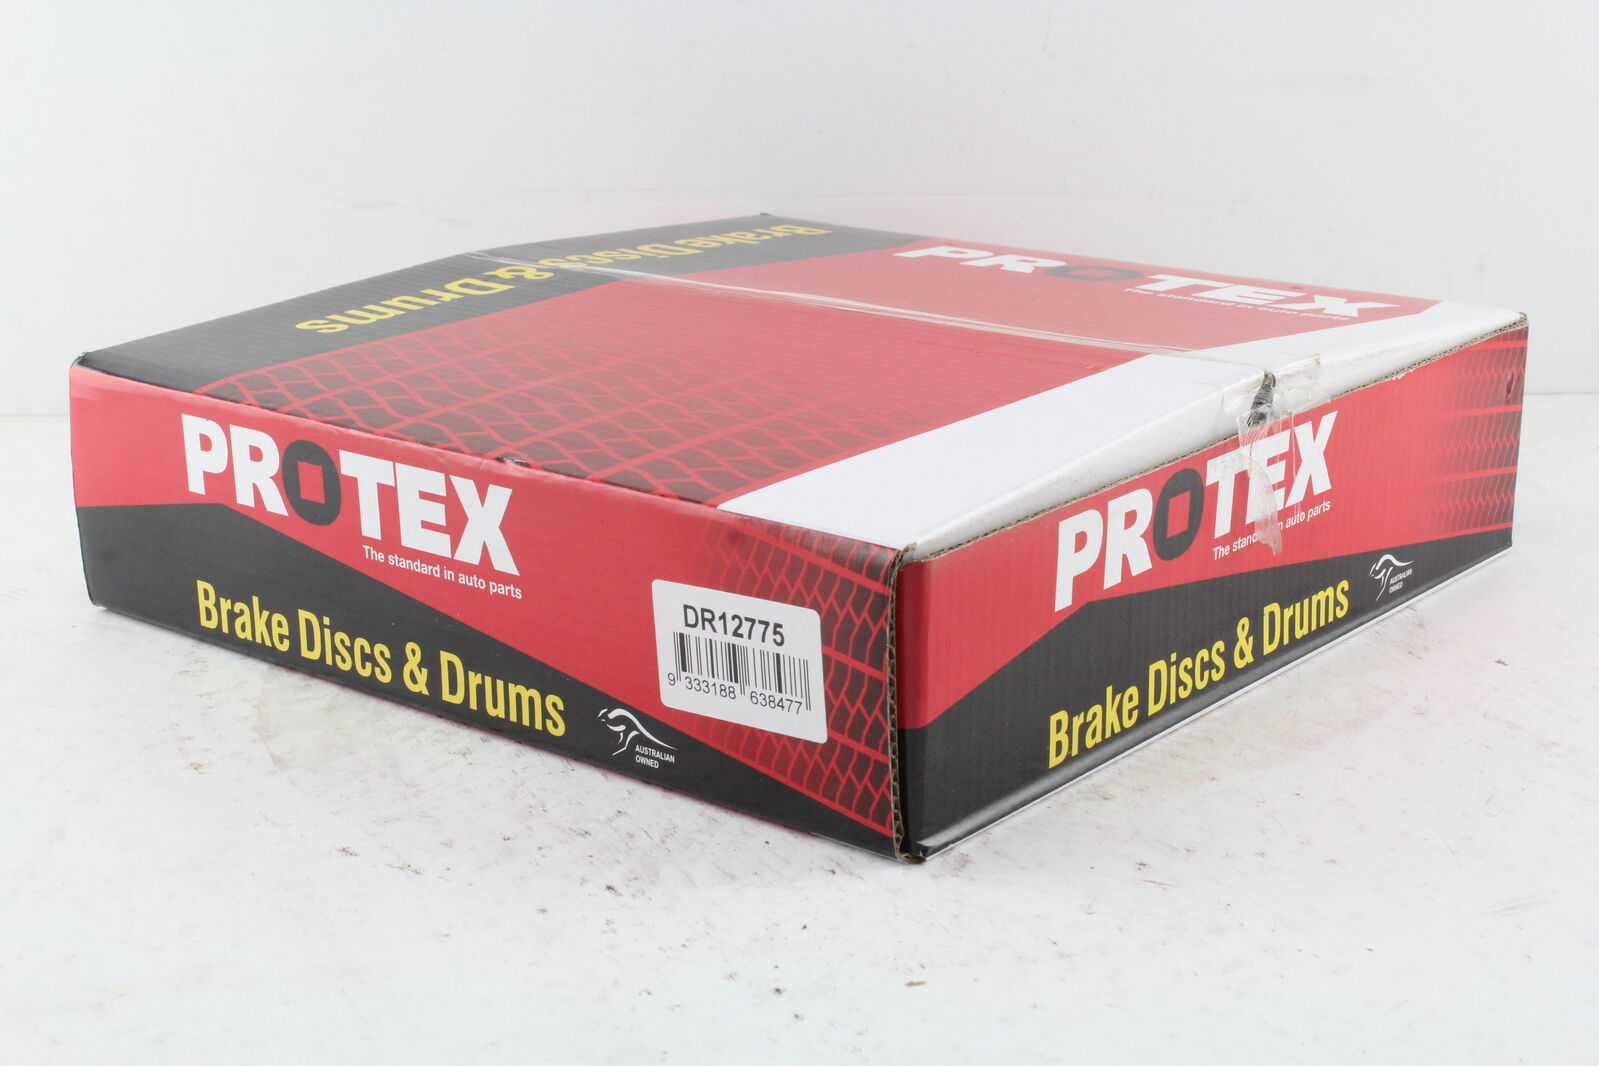 Brake Discs & Drums
PROTEX
The standard in auto parts
PROTEX
The standard in auto parts
Brake Discs & Drums
AUSTRALIAN
OWNED
DR12775
9 333188 638477
PROTEX
The standard in auto parts
Brake Discs & Drums
AUSTRALIAN
OWNED